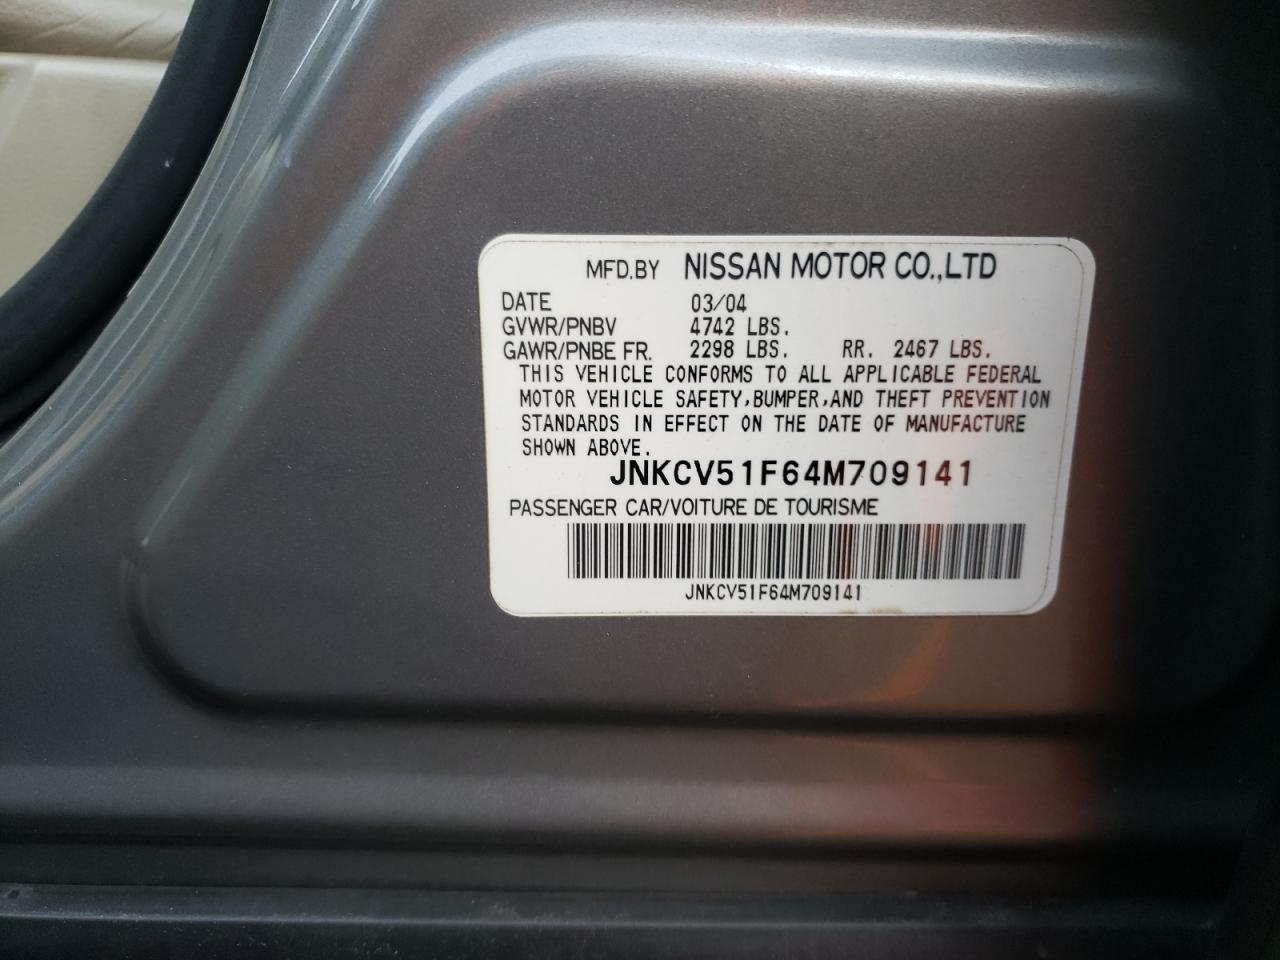 MFD.BY NISSAN MOTOR CO.,LTD
DATE 03/04
GVWR/PNBV 4742 LBS.
GAWR/PNBE FR. 2298 LBS. RR. 2467 LBS.
THIS VEHICLE CONFORMS TO ALL APPLICABLE FEDERAL
MOTOR VEHICLE SAFETY,BUMPER,AND THEFT PREVENTION
STANDARDS IN EFFECT ON THE DATE OF MANUFACTURE
SHOWN ABOVE.
JNKCV51F64M709141
PASSENGER CAR/VOITURE DE TOURISME
JNKCV51F64M709141